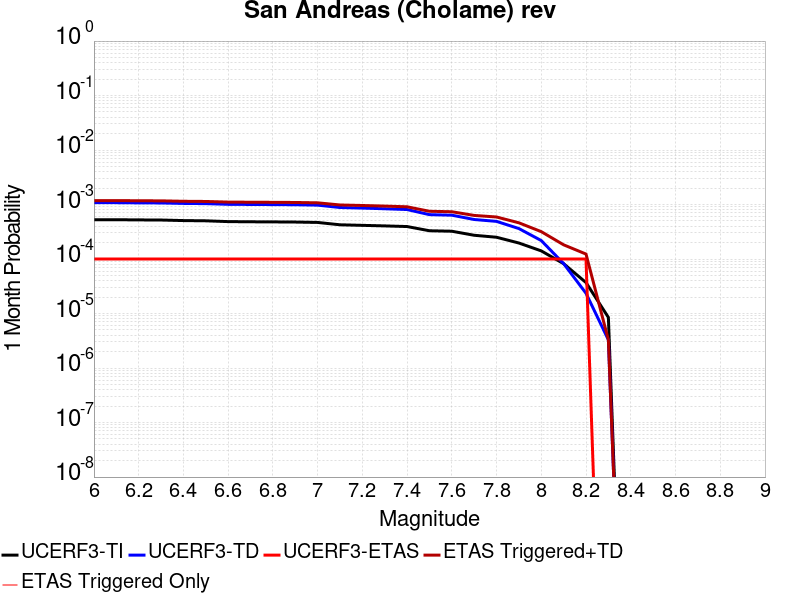 San Andreas (Cholame) rev
10^0
10^-1
10^-2
10^-3
10^-4
10^-5
10^-6
10^-7
10^-8
1 Month Probability
6 6.2 6.4 6.6 6.8 7 7.2 7.4 7.6 7.8 8 8.2 8.4 8.6 8.8 9
Magnitude
UCERF3-TI UCERF3-TD UCERF3-ETAS ETAS Triggered+TD
ETAS Triggered Only